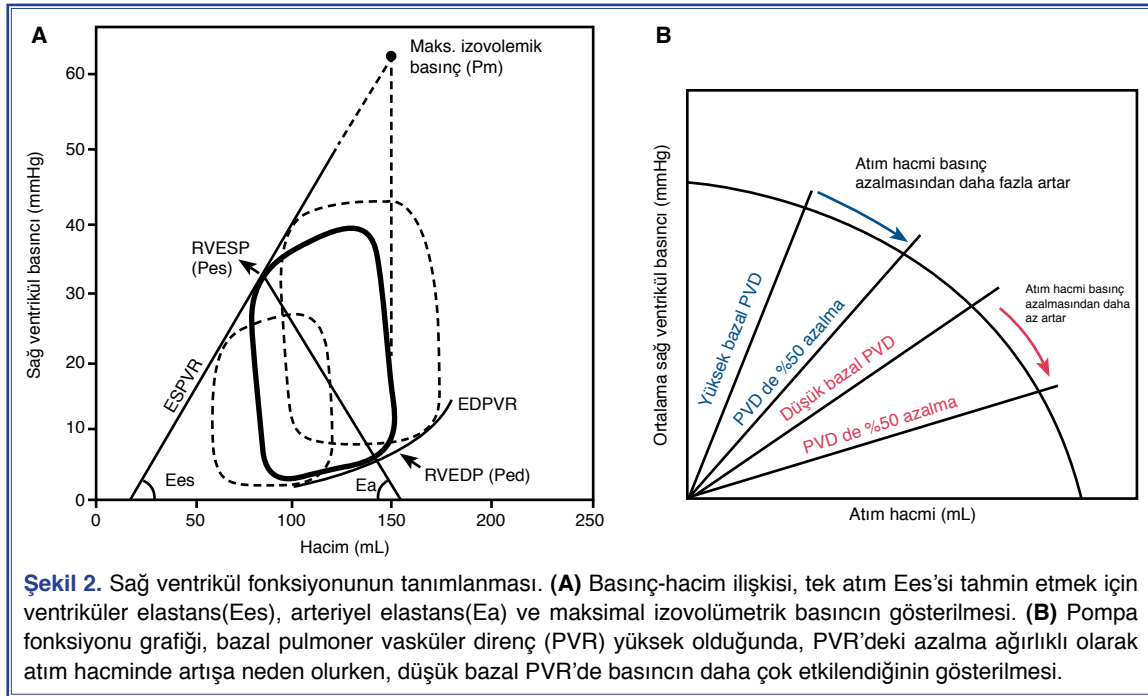 A
Sağ ventrikül basıncı (mmHg)
60
50
40
30
20
10
0
Maks. izovolemik
basınç (Pm)
RVESP
(Pes)
ESPVR
EDPVR
RVEDP (Ped)
Ees
Ea
0
50
100
150
200
250
Hacim (mL)
B
Ortalama sağ ventrikül basıncı (mmHg)
Atım hacmi basınç
azalmasından daha fazla artar
Atım hacmi basınç
azalmasından daha
az artar
Yüksek bazal PVD
PVD de %50 azalma
Düşük bazal PVD
PVD de %50 azalma
Atım hacmi (mL)
Şekil 2. Sağ ventrikül fonksiyonunun tanımlanması. (A) Basınç-hacim ilişkisi, tek atım Ees’si tahmin etmek için
ventriküler elastans(Ees), arteriyel elastans(Ea) ve maksimal izovolümetrik basıncın gösterilmesi. (B) Pompa
fonksiyonu grafiği, bazal pulmoner vasküler direnç (PVR) yüksek olduğunda, PVR’deki azalma ağırlıklı olarak
atım hacminde artışa neden olurken, düşük bazal PVR’de basıncın daha çok etkilendiğinin gösterilmesi.